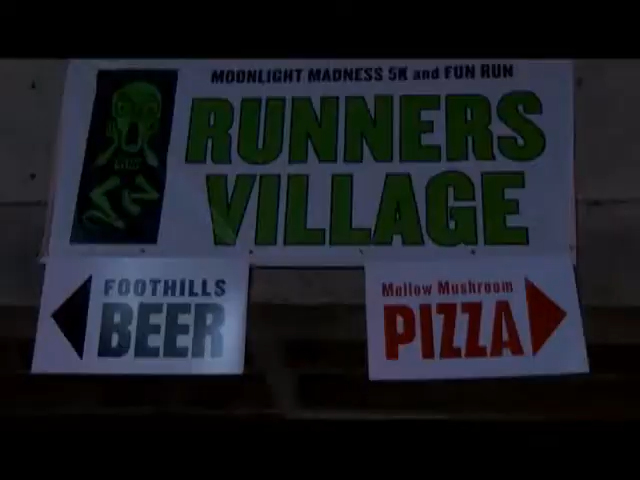 MOONLIGHT MADNESS 5K and FUN RUN
RUNNERS
VILLAGE
FOOTHILLS
BEER
Mellow Mushroom
PIZZA